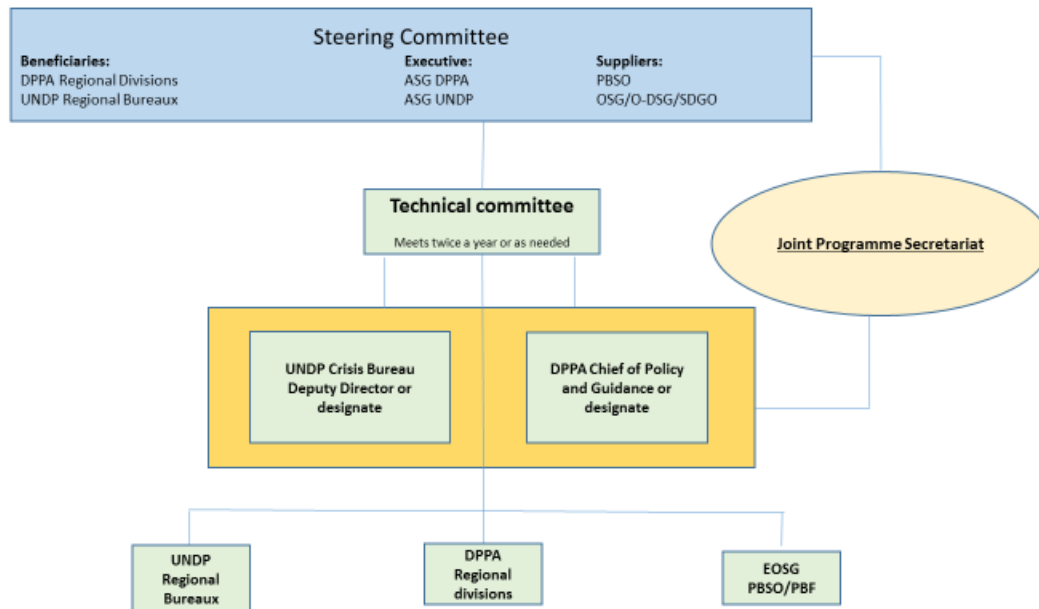 Steering Committee
Beneficiaries:
DPPA Regional Divisions
UNDP Regional Bureaux
Executive:
ASG DPPA
ASG UNDP
Suppliers:
PBSO
OSG/O-DSG/SDGO
Technical committee
Meets twice a year or as needed
Joint Programme Secretariat
UNDP Crisis Bureau
Deputy Director or
designate
DPPA Chief of Policy
and Guidance or
designate
UNDP
Regional
Bureaux
DPPA
Regional
divisions
EOSG
PBSO/PBF